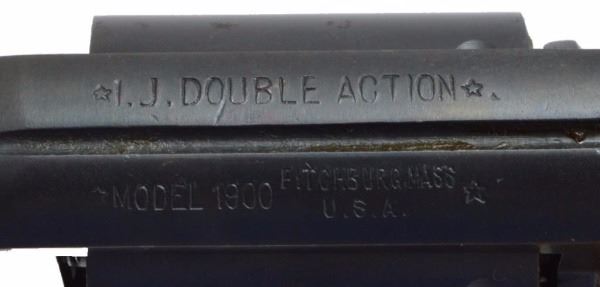 ☆I.J. DOUBLE ACTION☆.
☆MODEL 1900 FITCHBURG.MASS☆
U.S.A.